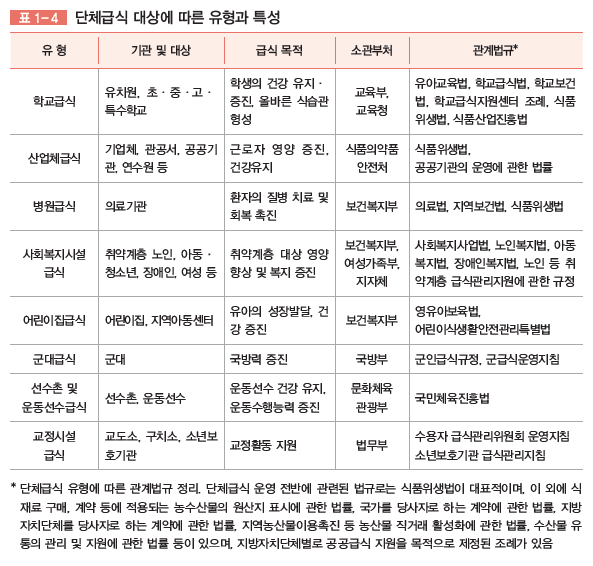 표 1-4 단체급식 대상에 따른 유형과 특성
유 형 기관 및 대상 급식 목적 소관부처 관계법규*
학교급식
유치원, 초·중·고·
특수학교
학생의 건강 유지·
증진, 올바른 식습관
형성
교육부,
교육청
유아교육법, 학교급식법, 학교보건
법, 학교급식지원센터 조례, 식품
위생법, 식품산업진흥법
산업체급식
기업체, 관공서, 공공기
관, 연수원 등
근로자 영양 증진,
건강유지
식품의약품
안전처
식품위생법,
공공기관의 운영에 관한 법률
병원급식
의료기관
환자의 질병 치료 및
회복 촉진
보건복지부
의료법, 지역보건법, 식품위생법
사회복지시설
급식
취약계층 노인, 아동·
청소년, 장애인, 여성 등
취약계층 대상 영양
향상 및 복지 증진
보건복지부,
여성가족부,
지자체
사회복지사업법, 노인복지법, 아동
복지법, 장애인복지법, 노인 등 취
약계층 급식관리지원에 관한 규정
어린이집급식
어린이집, 지역아동센터
유아의 성장발달, 건
강 증진
보건복지부
영유아보육법,
어린이식생활안전관리특별법
군대급식
군대
국방력 증진
국방부
군인급식규정, 군급식운영지침
선수촌 및
운동선수급식
선수촌, 운동선수
운동선수 건강 유지,
운동수행능력 증진
문화체육
관광부
국민체육진흥법
교정시설
급식
교도소, 구치소, 소년보
호기관
교정활동 지원
법무부
수용자 급식관리위원회 운영지침
소년보호기관 급식관리지침
* 단체급식 유형에 따른 관계법규 정리. 단체급식 운영 전반에 관련된 법규로는 식품위생법이 대표적이며, 이 외에 식
재료 구매, 계약 등에 적용되는 농수산물의 원산지 표시에 관한 법률, 국가를 당사자로 하는 계약에 관한 법률, 지방
자치단체를 당사자로 하는 계약에 관한 법률, 지역농산물이용촉진 등 농산물 직거래 활성화에 관한 법률, 수산물 유
통의 관리 및 지원에 관한 법률 등이 있으며, 지방자치단체별로 공공급식 지원을 목적으로 제정된 조례가 있음